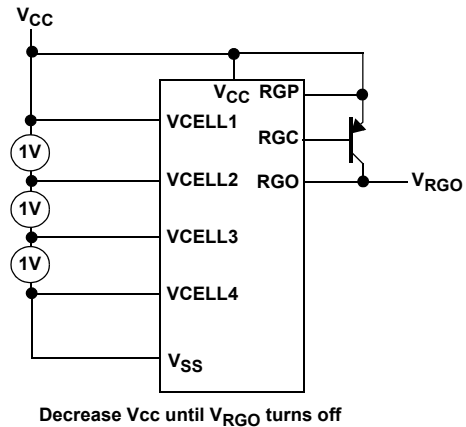 VCC
VCC RGP
VCELL1
1V
RGC
VCELL2
RGO
VRGO
1V
VCELL3
1V
VCELL4
VSS
Decrease Vcc until VRGO turns off